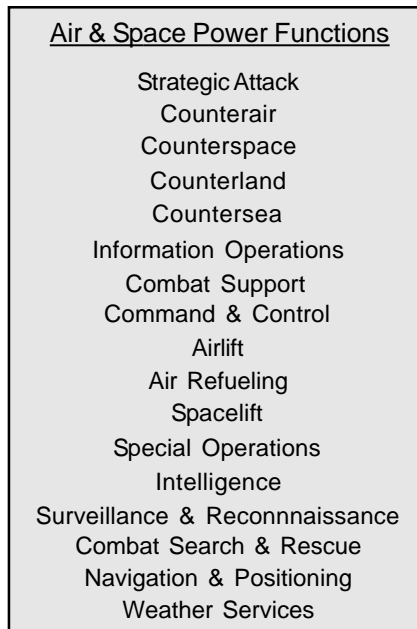 Air & Space Power Functions
Strategic Attack
Counterair
Counterspace
Counterland
Countersea
Information Operations
Combat Support
Command & Control
Airlift
Air Refueling
Spacelift
Special Operations
Intelligence
Surveillance & Reconnnaissance
Combat Search & Rescue
Navigation & Positioning
Weather Services